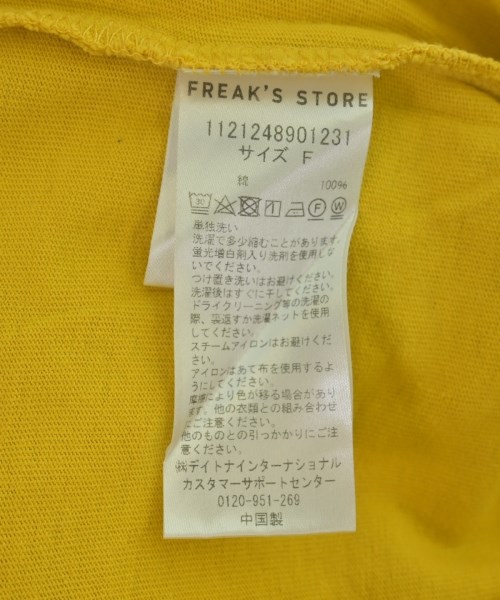 FREAK'S STORE
1121248901231
サイズ F
綿 100%
30 F W
単独洗い
洗濯で多少縮むことがあります。
蛍光増白剤入り洗剤を使用しな
いでください。
つけ置き洗いはお避けください。
洗濯後はすぐに干してください。
ドライクリーニング等の洗濯の
際、裏返すか洗濯ネットを使用
してください。
スチームアイロンはお避けくだ
さい。
アイロンはあて布を使用するよ
うにしてください。
により色が移る場合があり
ます、他の衣類との組み合わせ
にご注意ください。
他のものとの引っかかりにご注
意ください。
㈱デイトナインターナショナル
カスタマーサポートセンター
0120-951-269
中国製